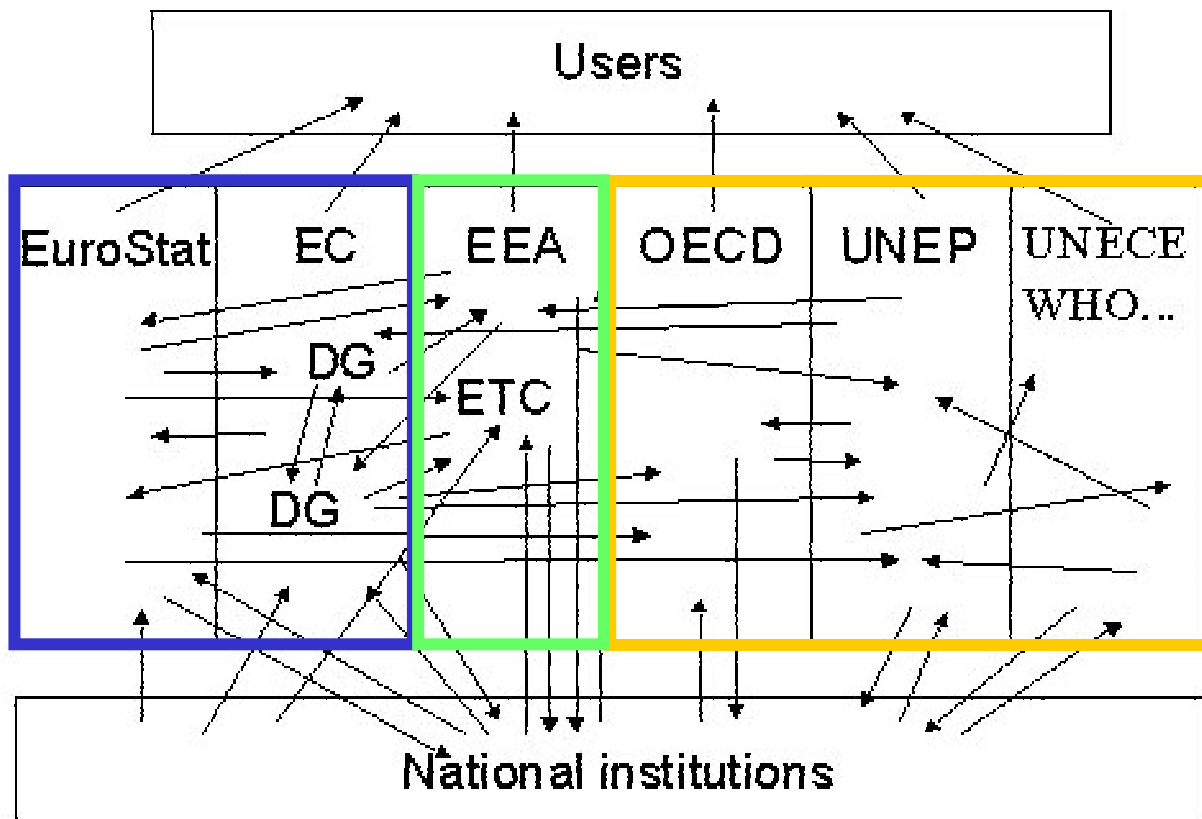 Users
EuroStat
EC
EEA
OECD
UNEP
UNECE
WHO...
DG
ETC
DG
National institutions